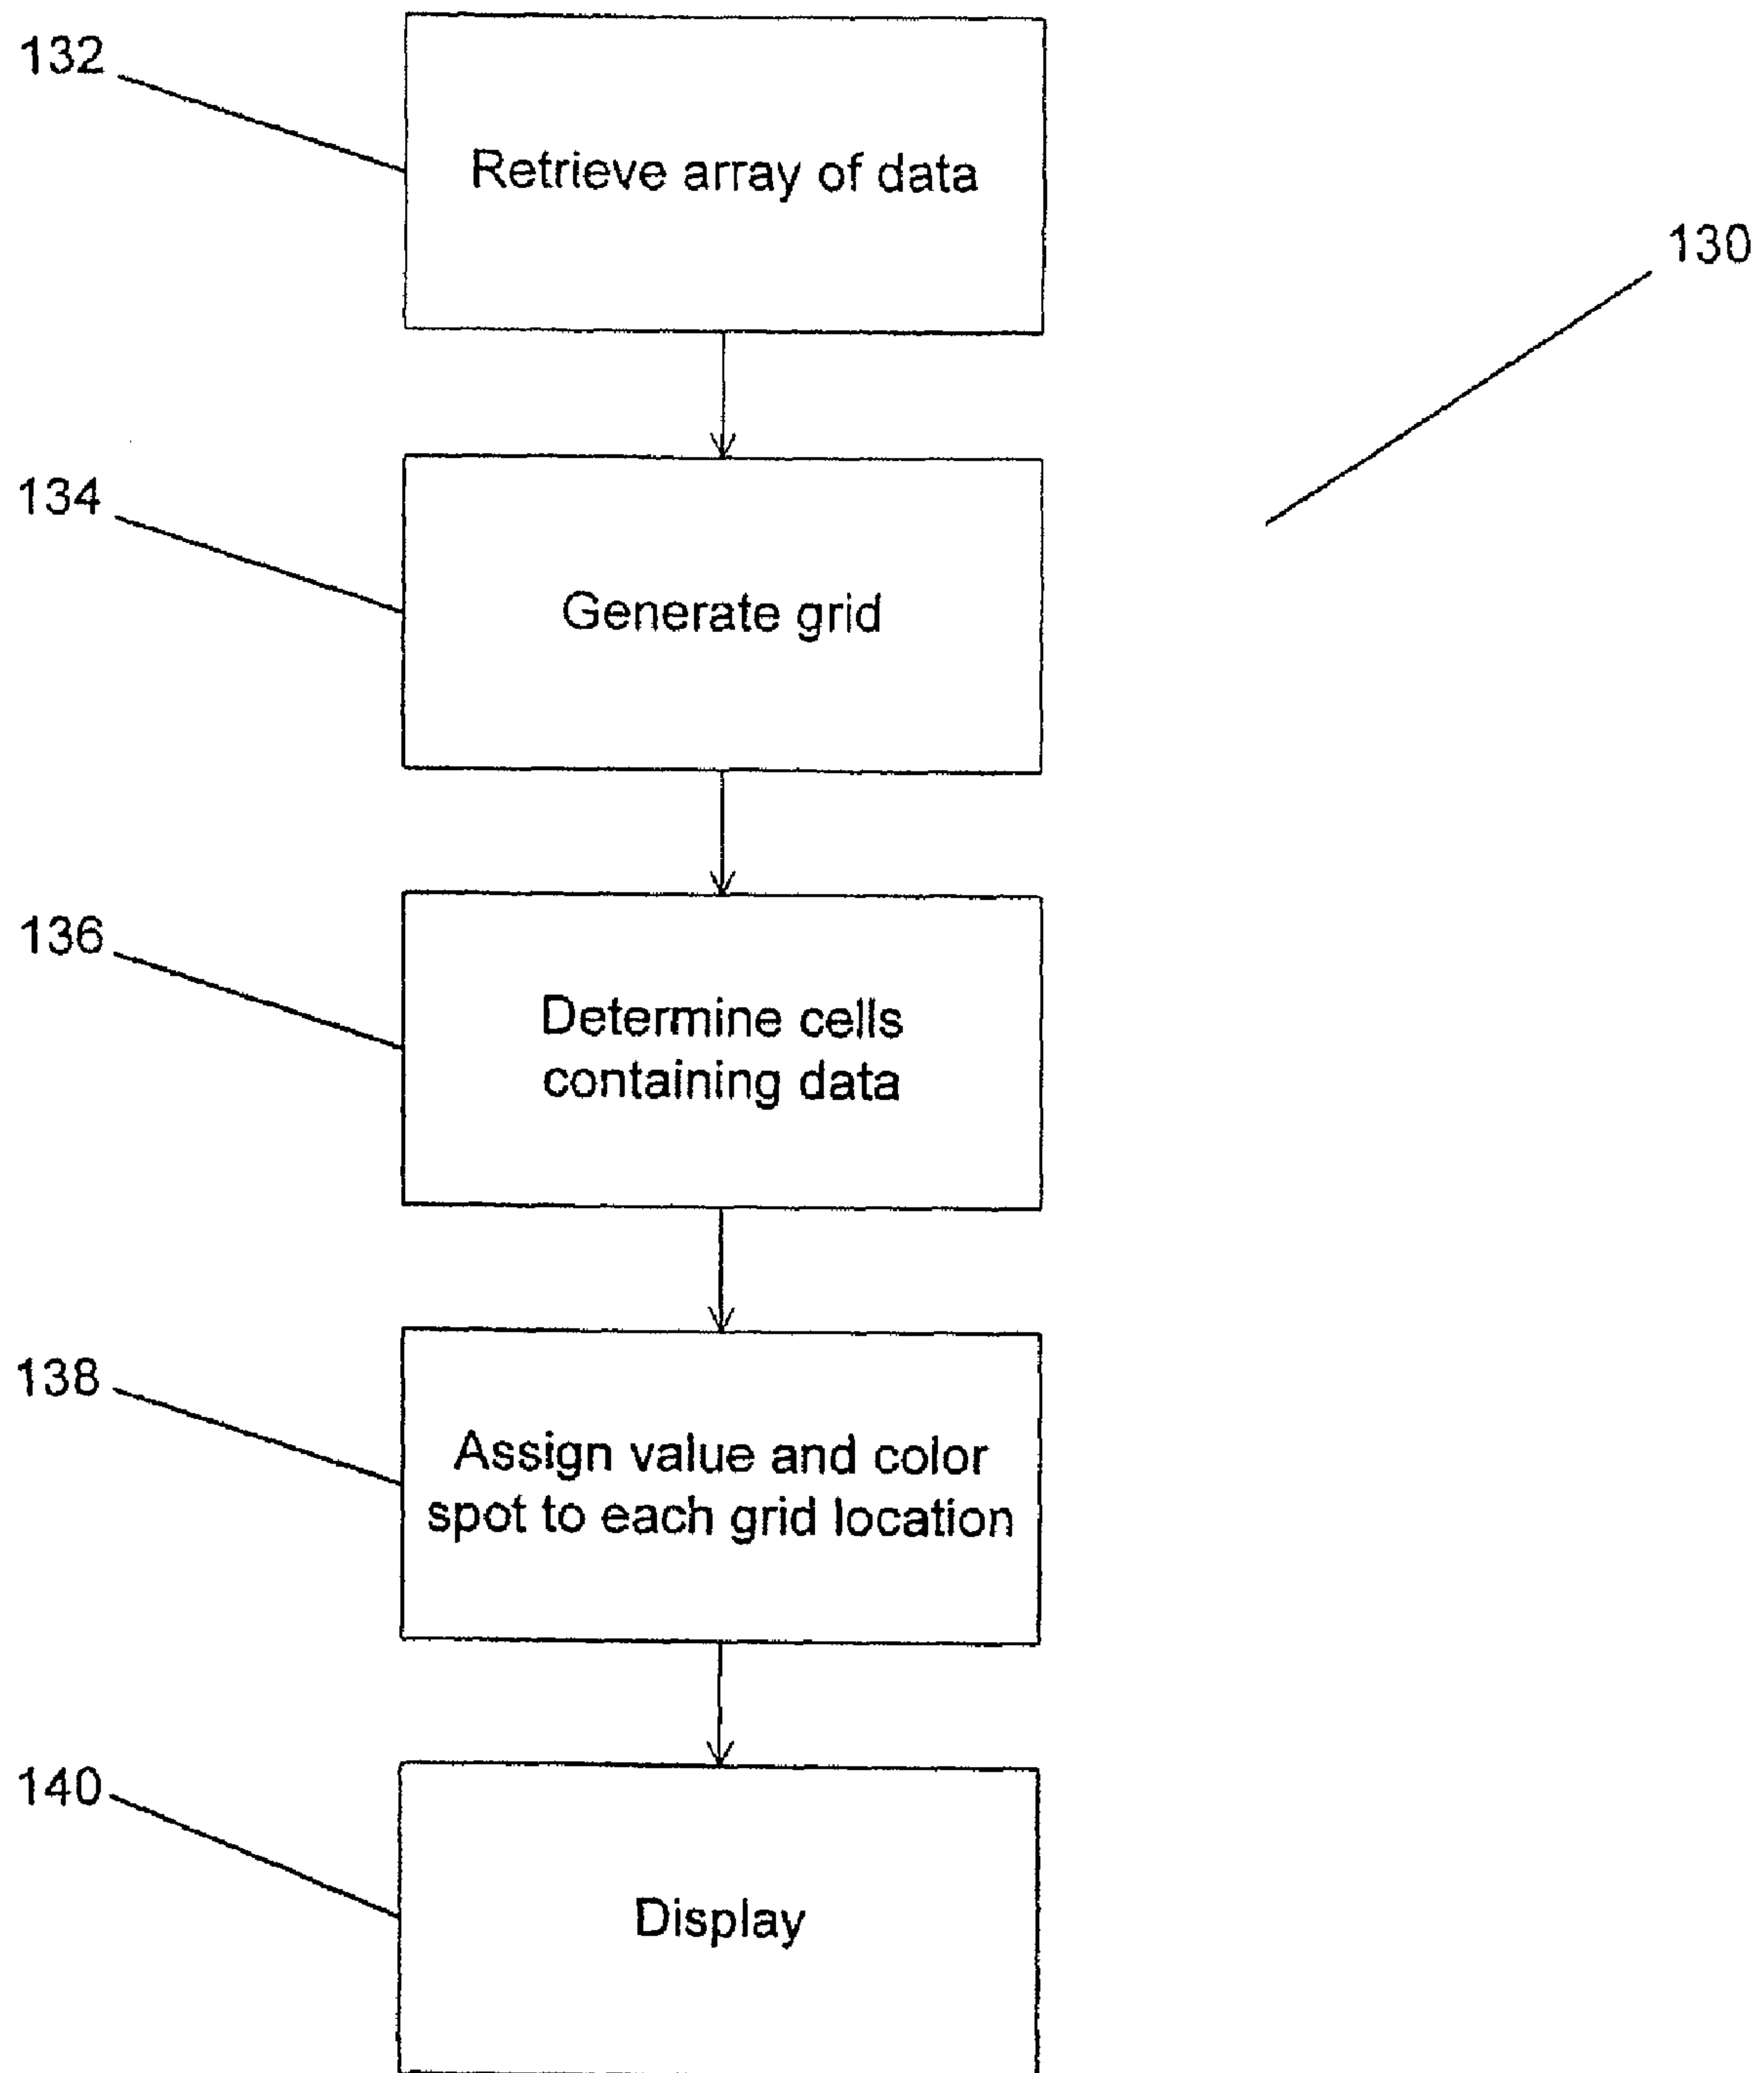 132
Retrieve array of data
130
134
Generate grid
136
Determine cells
containing data
138
Assign value and color
spot to each grid location
140
Display